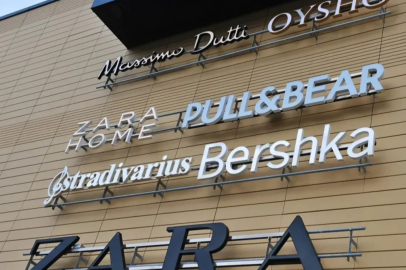 Massimo Dutti OYSHO
ZARA HOME PULL&BEAR
Stradivarius Bershka
ZARA